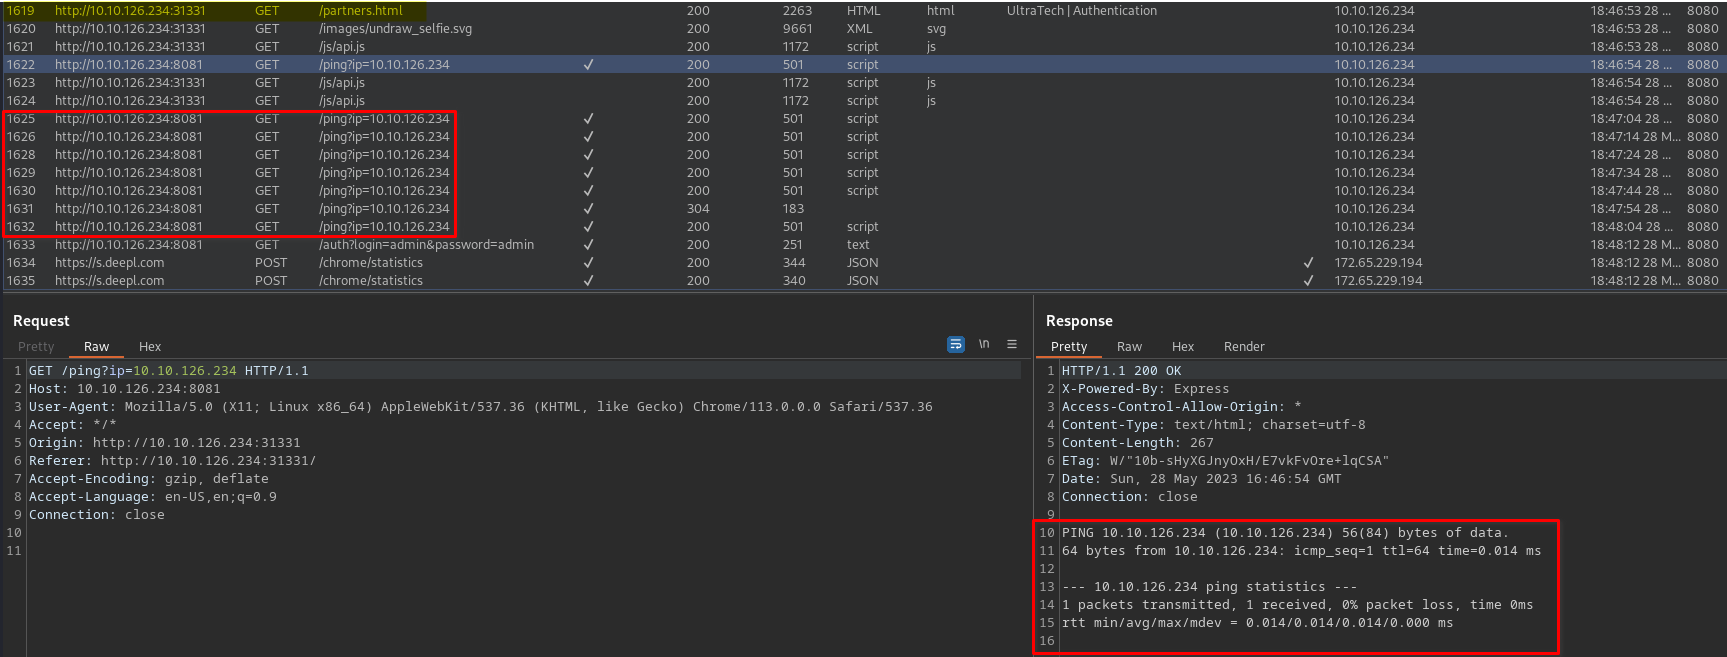 1619 http://10.10.126.234:31331 GET /partners.html 200 2263 HTML html UltraTech | Authentication 10.10.126.234 18:46:53 28 ... 8080
1620 http://10.10.126.234:31331 GET /images/undraw_selfie.svg 200 9661 XML svg 10.10.126.234 18:46:53 28 ... 8080
1621 http://10.10.126.234:31331 GET /js/api.js 200 1172 script js 10.10.126.234 18:46:53 28 ... 8080
1622 http://10.10.126.234:8081 GET /ping?ip=10.10.126.234 ✓ 200 501 script 10.10.126.234 18:46:54 28 ... 8080
1623 http://10.10.126.234:31331 GET /js/api.js 200 1172 script js 10.10.126.234 18:46:54 28 ... 8080
1624 http://10.10.126.234:31331 GET /js/api.js 200 1172 script js 10.10.126.234 18:46:54 28 ... 8080
1625 http://10.10.126.234:8081 GET /ping?ip=10.10.126.234 ✓ 200 501 script 10.10.126.234 18:47:04 28 ... 8080
1626 http://10.10.126.234:8081 GET /ping?ip=10.10.126.234 ✓ 200 501 script 10.10.126.234 18:47:14 28 M... 8080
1628 http://10.10.126.234:8081 GET /ping?ip=10.10.126.234 ✓ 200 501 script 10.10.126.234 18:47:24 28 ... 8080
1629 http://10.10.126.234:8081 GET /ping?ip=10.10.126.234 ✓ 200 501 script 10.10.126.234 18:47:34 28 ... 8080
1630 http://10.10.126.234:8081 GET /ping?ip=10.10.126.234 ✓ 200 501 script 10.10.126.234 18:47:44 28 ... 8080
1631 http://10.10.126.234:8081 GET /ping?ip=10.10.126.234 ✓ 304 183 10.10.126.234 18:47:54 28 ... 8080
1632 http://10.10.126.234:8081 GET /ping?ip=10.10.126.234 ✓ 200 501 script 10.10.126.234 18:48:04 28 ... 8080
1633 http://10.10.126.234:8081 GET /auth?login=admin&password=admin ✓ 200 251 text 10.10.126.234 18:48:12 28 M... 8080
1634 https://s.deepl.com POST /chrome/statistics ✓ 200 344 JSON ✓ 172.65.229.194 18:48:12 28 M... 8080
1635 https://s.deepl.com POST /chrome/statistics ✓ 200 340 JSON ✓ 172.65.229.194 18:48:12 28 M... 8080
Request
Pretty Raw Hex \n
1 GET /ping?ip=10.10.126.234 HTTP/1.1
2 Host: 10.10.126.234:8081
3 User-Agent: Mozilla/5.0 (X11; Linux x86_64) AppleWebKit/537.36 (KHTML, like Gecko) Chrome/113.0.0.0 Safari/537.36
4 Accept: */*
5 Origin: http://10.10.126.234:31331
6 Referer: http://10.10.126.234:31331/
7 Accept-Encoding: gzip, deflate
8 Accept-Language: en-US,en;q=0.9
9 Connection: close
10
11
Response
Pretty Raw Hex Render
1 HTTP/1.1 200 OK
2 X-Powered-By: Express
3 Access-Control-Allow-Origin: *
4 Content-Type: text/html; charset=utf-8
5 Content-Length: 267
6 ETag: W/"10b-sHyXGJnyOxH/E7vkFvOre+lqCSA"
7 Date: Sun, 28 May 2023 16:46:54 GMT
8 Connection: close
9
10 PING 10.10.126.234 (10.10.126.234) 56(84) bytes of data.
11 64 bytes from 10.10.126.234: icmp_seq=1 ttl=64 time=0.014 ms
12
13 --- 10.10.126.234 ping statistics ---
14 1 packets transmitted, 1 received, 0% packet loss, time 0ms
15 rtt min/avg/max/mdev = 0.014/0.014/0.014/0.000 ms
16